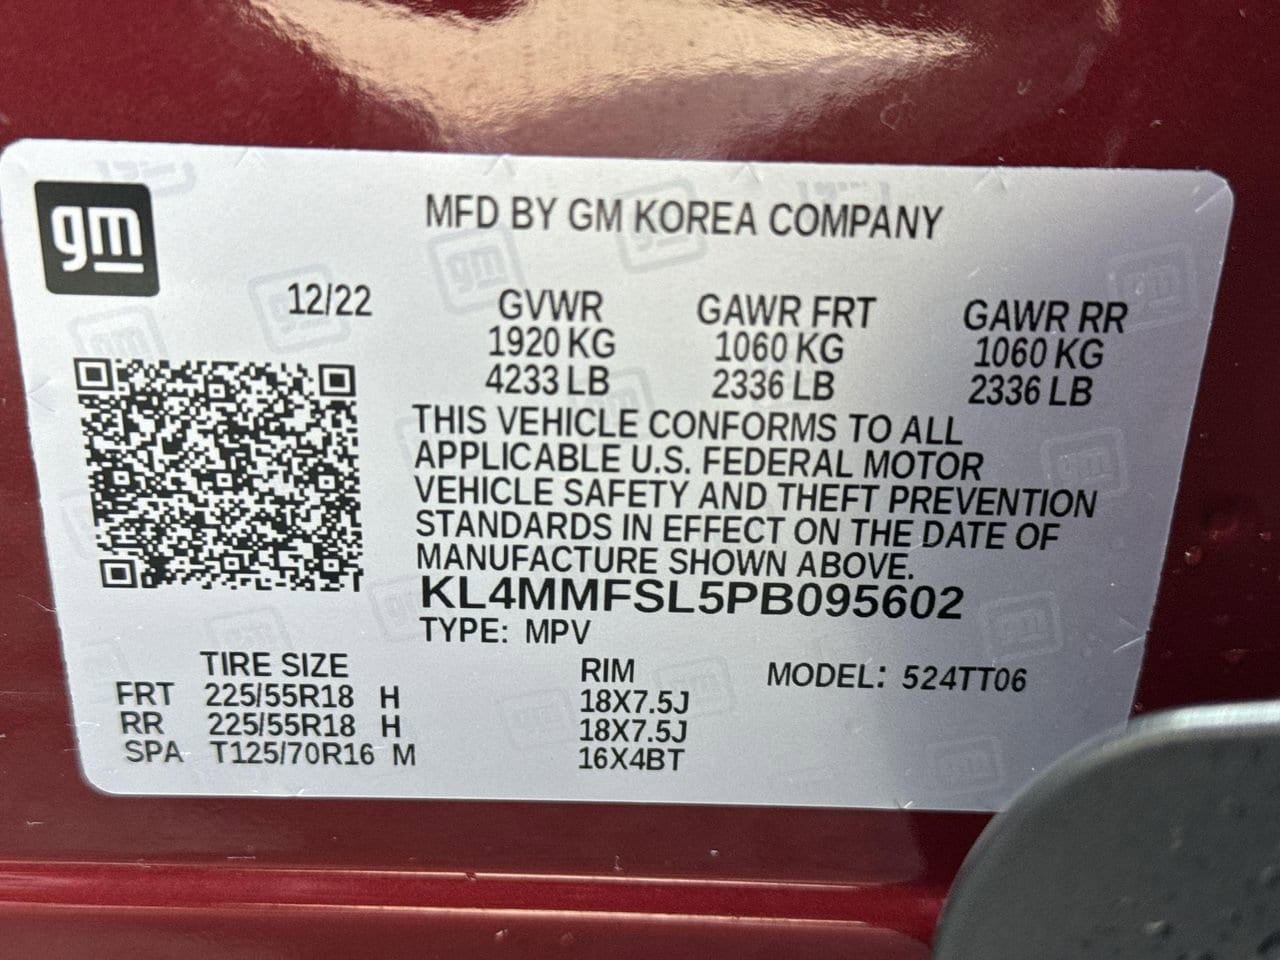 gm
MFD BY GM KOREA COMPANY
12/22
GVWR GAWR FRT GAWR RR
1920 KG 1060 KG 1060 KG
4233 LB 2336 LB 2336 LB
THIS VEHICLE CONFORMS TO ALL
APPLICABLE U.S. FEDERAL MOTOR
VEHICLE SAFETY AND THEFT PREVENTION
STANDARDS IN EFFECT ON THE DATE OF
MANUFACTURE SHOWN ABOVE.
KL4MMFSL5PB095602
TYPE: MPV
TIRE SIZE RIM MODEL: 524TT06
FRT 225/55R18 H 18X7.5J
RR 225/55R18 H 18X7.5J
SPA T125/70R16 M 16X4BT